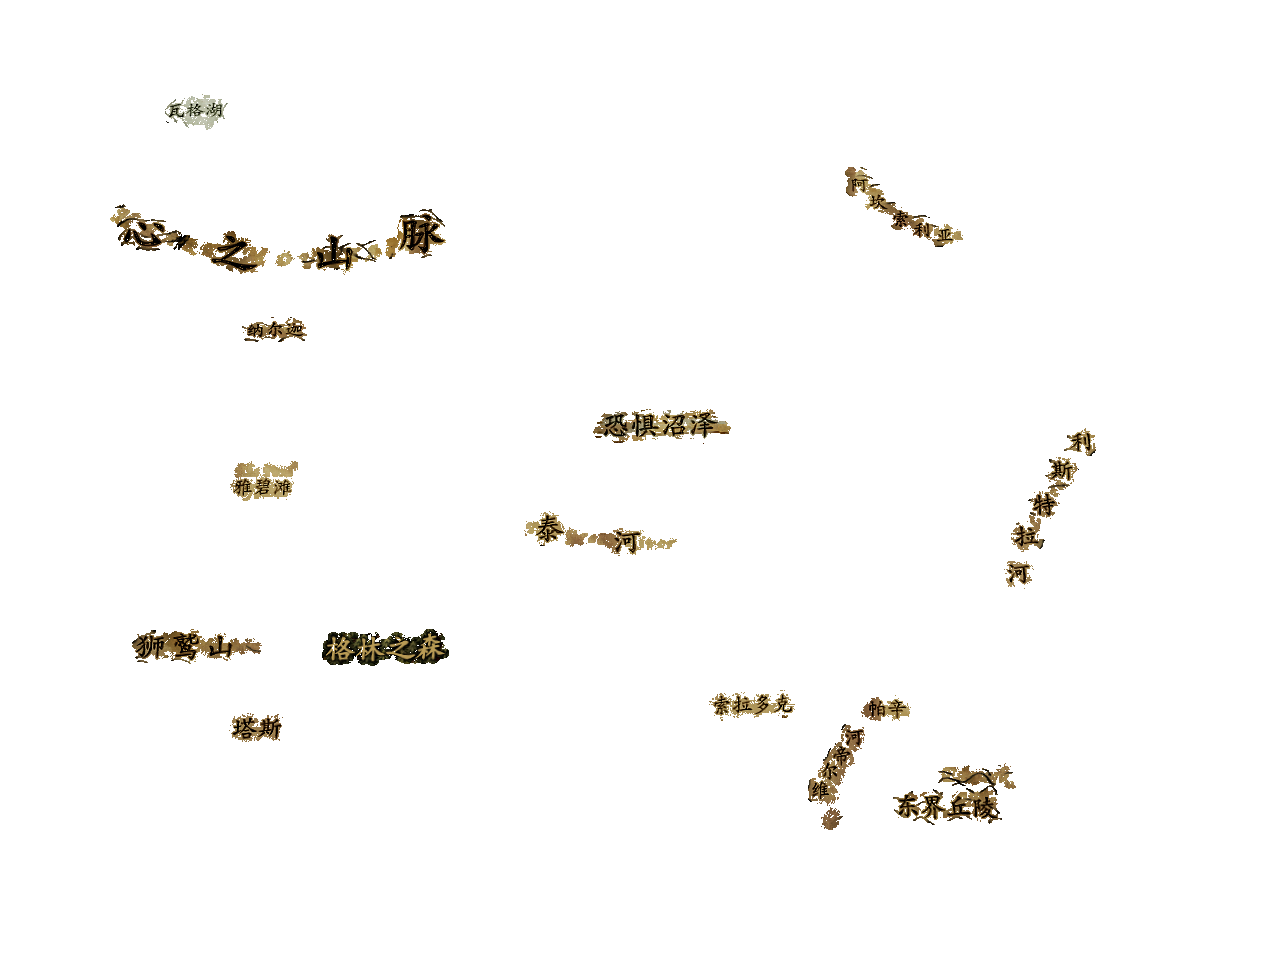 瓦格湖
阿坎索利亚
心之山脉
纳尔迦
恐惧沼泽
利斯特拉河
雅碧滩
泰河
狮鹫山
格林之森
索拉多克
帕辛
塔斯
维尔帝河
东界丘陵